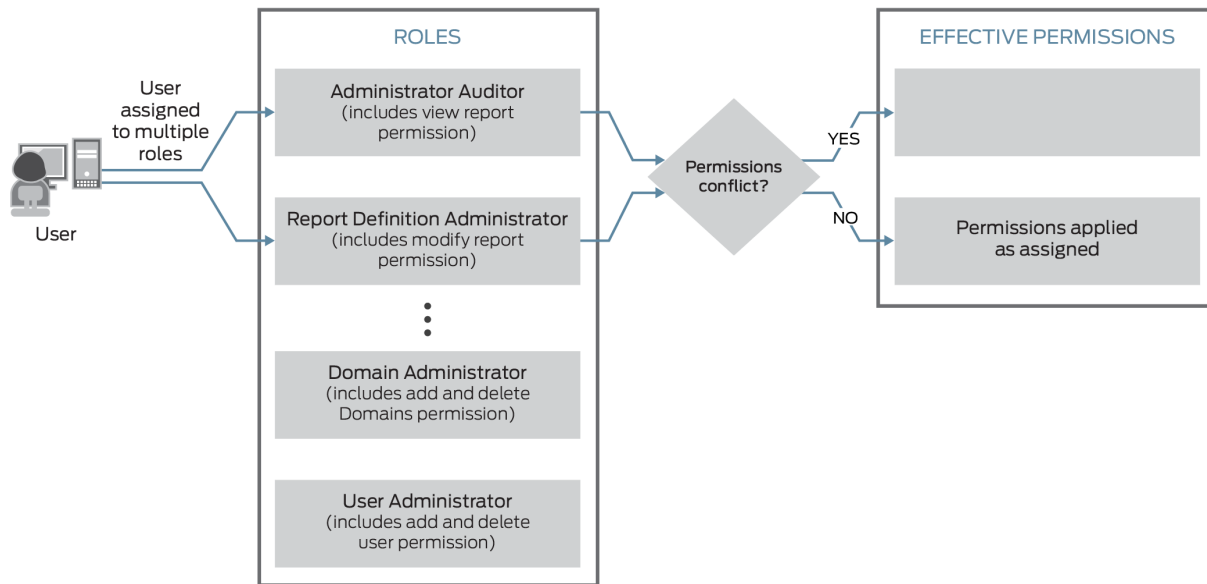 ROLES
EFFECTIVE PERMISSIONS
User
assigned
to multiple
roles
User
Administrator Auditor
(includes view report
permission)
Report Definition Administrator
(includes modify report
permission)
Domain Administrator
(includes add and delete
Domains permission)
User Administrator
(includes add and delete
user permission)
Permissions
conflict?
YES
NO
Permissions applied
as assigned